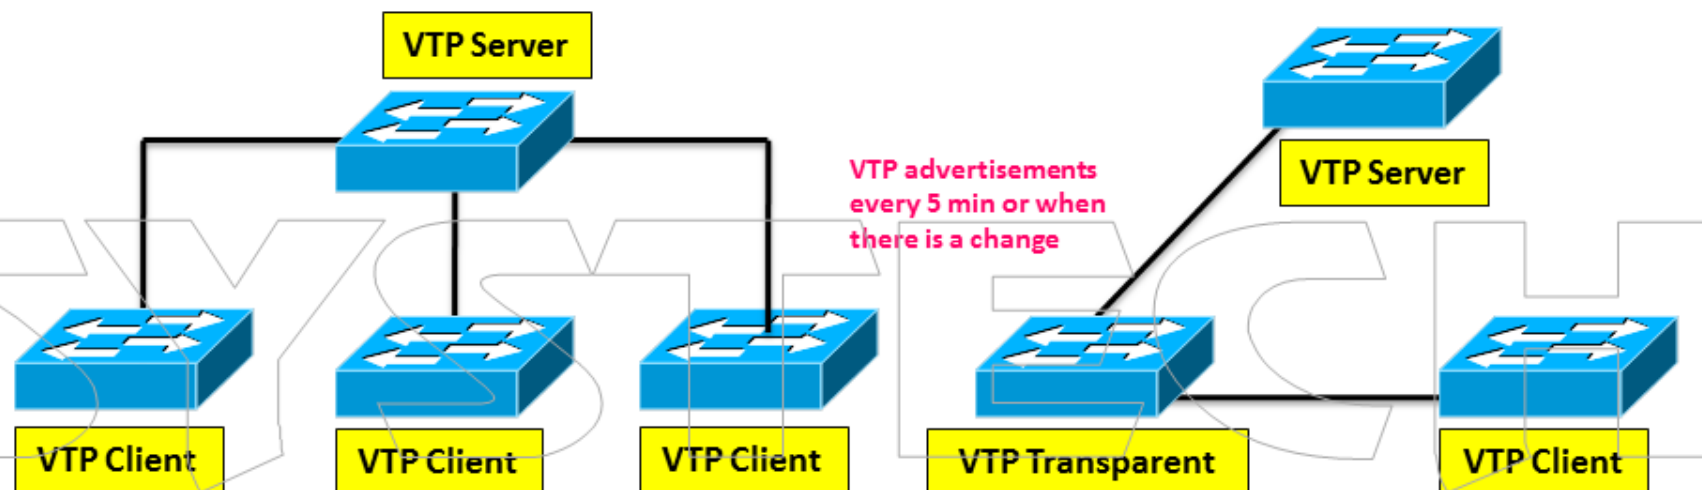 VTP Server
VTP advertisements
every 5 min or when
there is a change
VTP Server
VTP Client
VTP Client
VTP Client
VTP Transparent
VTP Client
SYSTECH